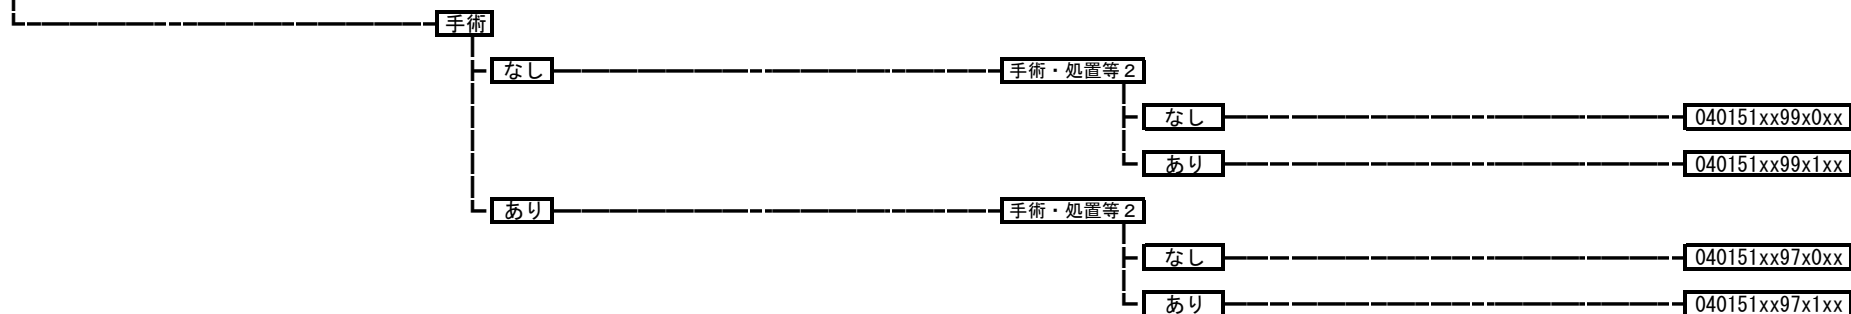 手術
なし 手術・処置等２
なし 040151xx99x0xx
あり 040151xx99x1xx
あり 手術・処置等２
なし 040151xx97x0xx
あり 040151xx97x1xx